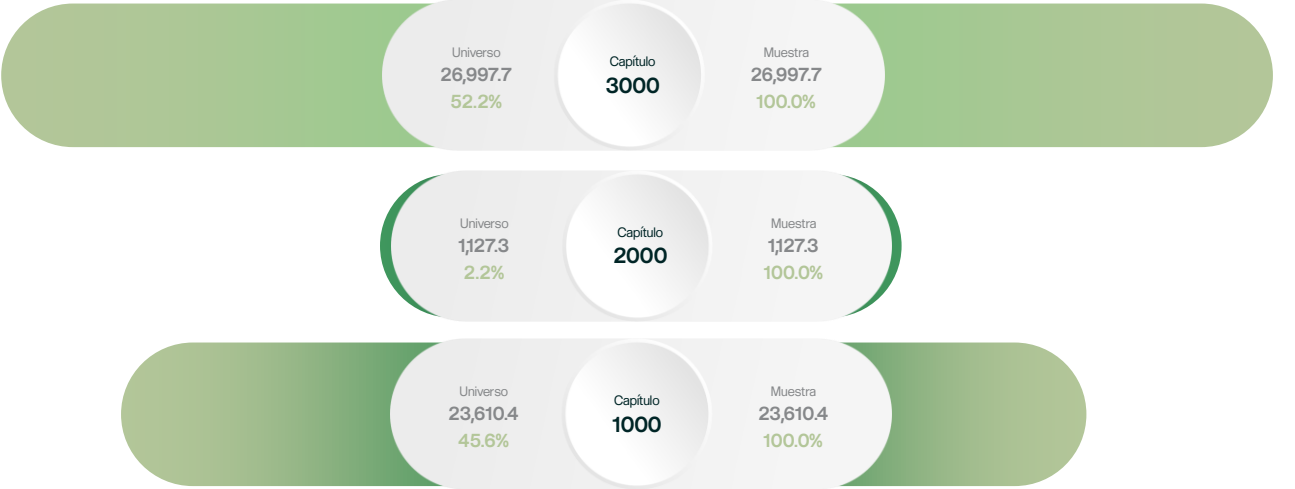 Universo
26,997.7
52.2%
Capítulo
3000
Muestra
26,997.7
100.0%
Universo
1,127.3
2.2%
Capítulo
2000
Muestra
1,127.3
100.0%
Universo
23,610.4
45.6%
Capítulo
1000
Muestra
23,610.4
100.0%